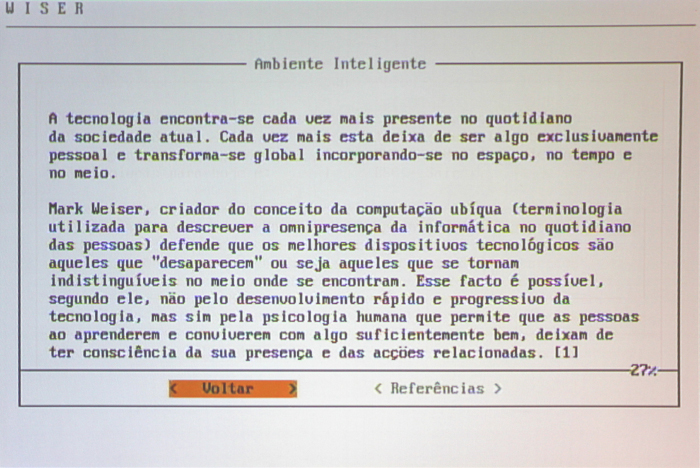 W I S E R
Ambiente Inteligente
A tecnologia encontra-se cada vez mais presente no quotidiano
da sociedade atual. Cada vez mais esta deixa de ser algo exclusivamente
pessoal e transforma-se global incorporando-se no espaço, no tempo e
no meio.
Mark Weiser, criador do conceito da computação ubíqua (terminologia
utilizada para descrever a omnipresença da informática no quotidiano
das pessoas) defende que os melhores dispositivos tecnológicos são
aqueles que "desaparecem" ou seja aqueles que se tornam
indistinguíveis no meio onde se encontram. Esse facto é possível,
segundo ele, não pelo desenvolvimento rápido e progressivo da
tecnologia, mas sim pela psicologia humana que permite que as pessoas
ao aprenderem e conviverem com algo suficientemente bem, deixam de
ter consciência da sua presença e das acções relacionadas. [1]
27%
< Voltar > < Referências >